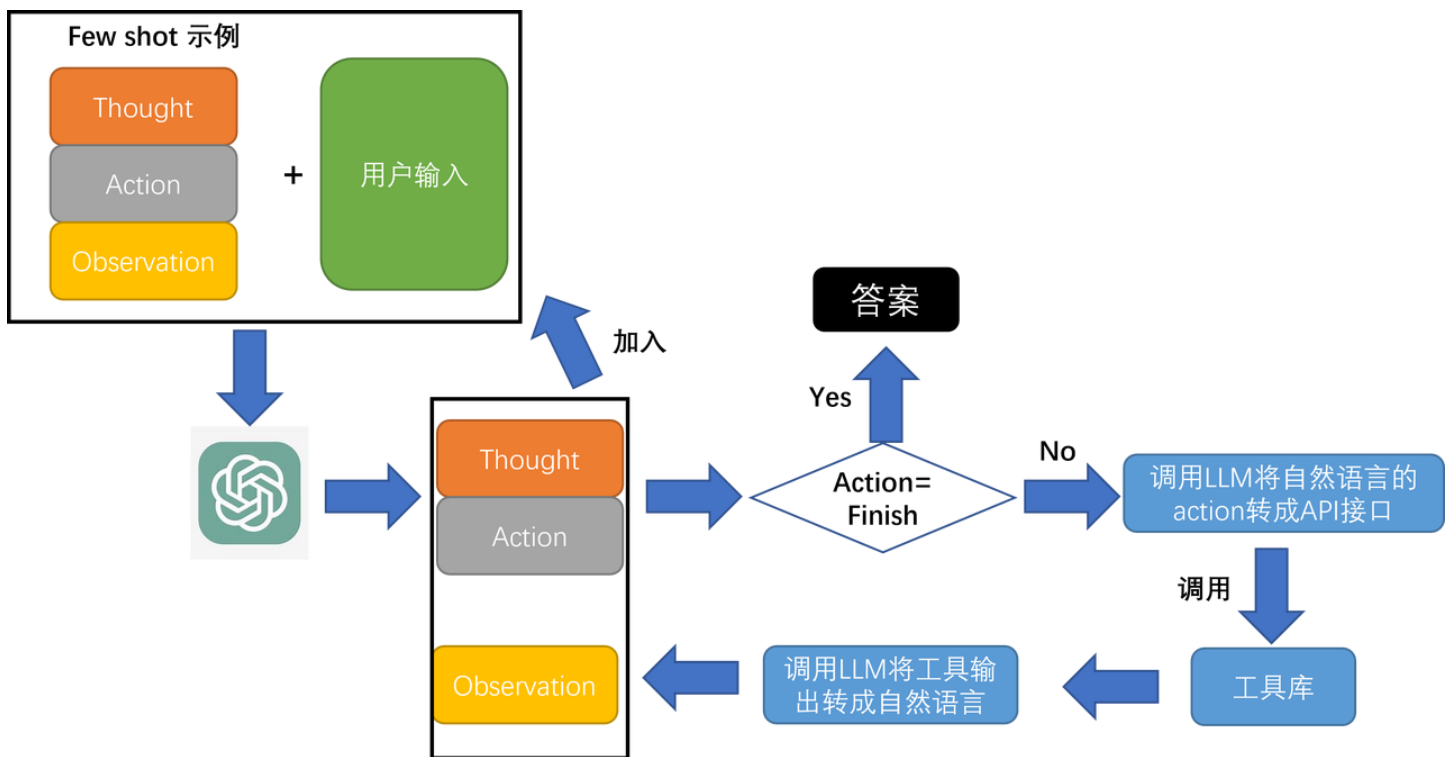 Few shot 示例
Thought
Action
Observation
+
用户输入
加入
Thought
Action
Observation
Action=
Finish
Yes
答案
No
调用LLM将自然语言的
action转成API接口
调用
工具库
调用LLM将工具输
出转成自然语言